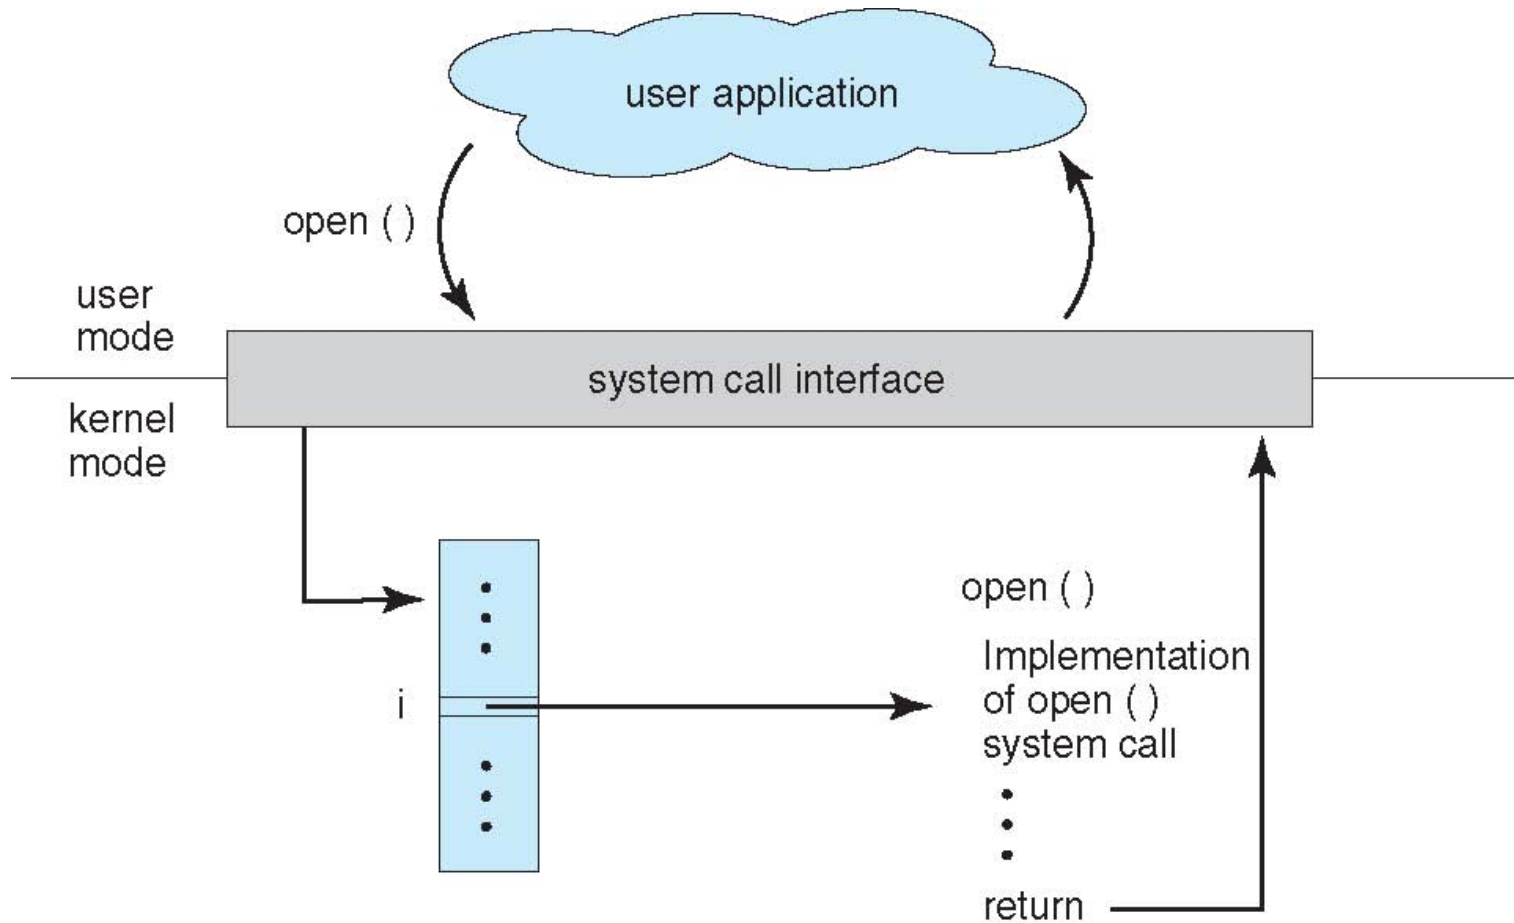 user application
open ( )
user
mode
system call interface
kernel
mode
open ( )
Implementation
of open ( )
system call
i
return